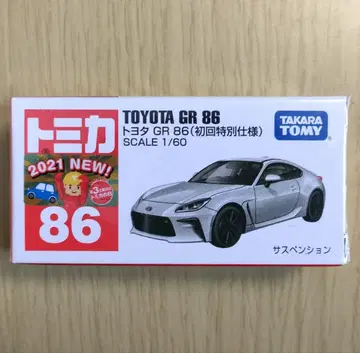 トミカ
2021 NEW!
86
TOYOTA GR 86
トヨタ GR 86(初回特別仕様)
SCALE 1/60
TAKARA
TOMY
サスペンション